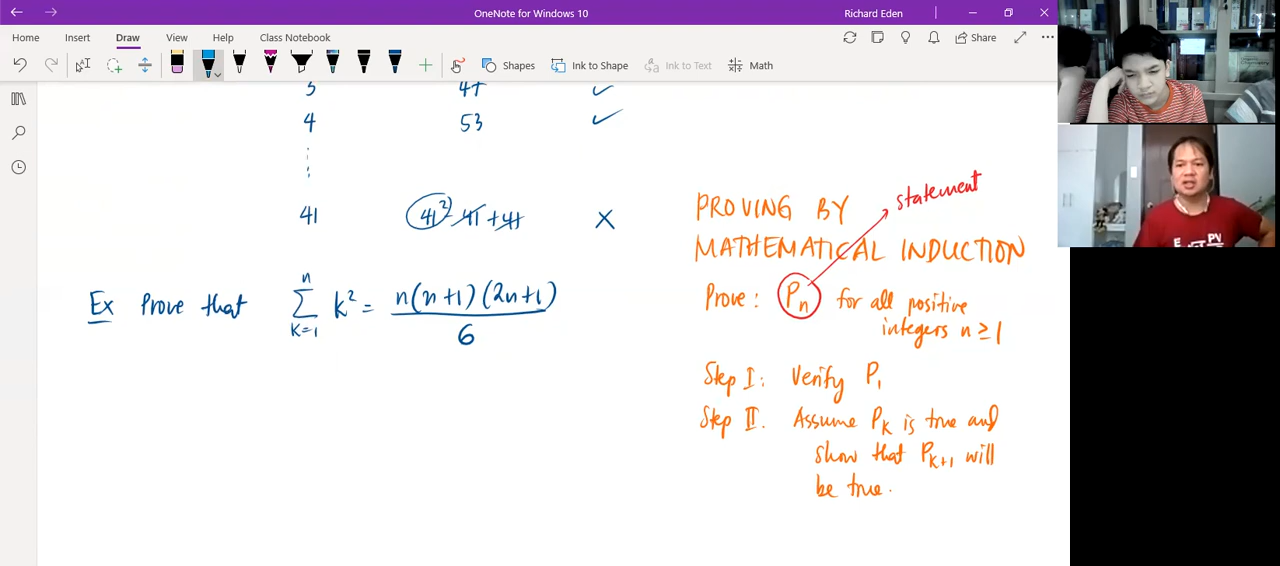 OneNote for Windows 10
Richard Eden
Home Insert Draw View Help Class Notebook
Share
Shapes Ink to Shape Ink to Text Math
3 47 ✓
4 53 ✓
⋮
41 41² - 41 + 41 X
Ex Prove that \sum_{k=1}^{n} k² = \frac{n(n+1)(2n+1)}{6}
statement
PROVING BY
MATHEMATICAL INDUCTION
Prove: Pₙ for all positive
integers n ≥ 1
Step I: Verify P₁
Step II. Assume Pₖ is true and
show that Pₖ₊₁ will
be true.